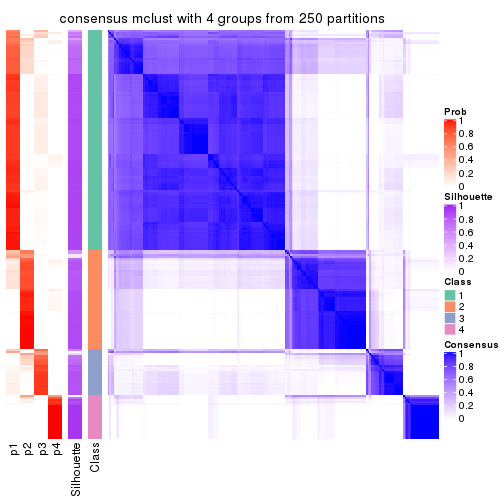 consensus mclust with 4 groups from 250 partitions
Prob
1
0.8
0.6
0.4
0.2
0
Silhouette
1
0.8
0.6
0.4
0.2
0
Class
1
2
3
4
Consensus
1
0.8
0.6
0.4
0.2
0
p1
p2
p3
p4
Silhouette
Class